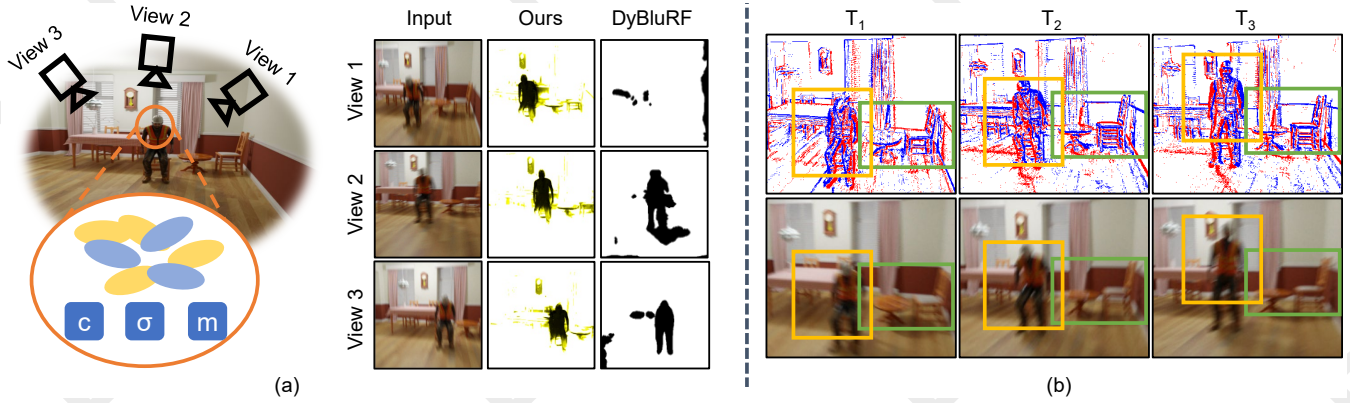 View 3
View 2
View 1
c
σ
m
Input
Ours
DyBluRF
View 1
View 2
View 3
(a)
T1
T2
T3
(b)